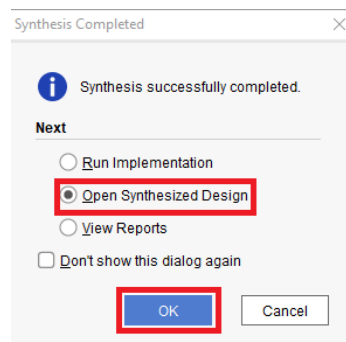 Synthesis Completed
Synthesis successfully completed.
Next
Run Implementation
Open Synthesized Design
View Reports
Don't show this dialog again
OK
Cancel